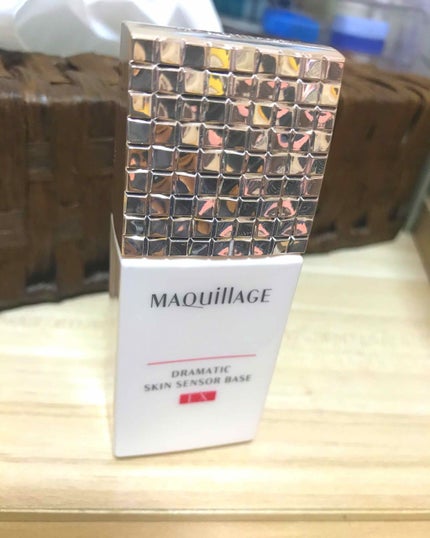 MAQuillAGE
DRAMATIC
SKIN SENSOR BASE
EX